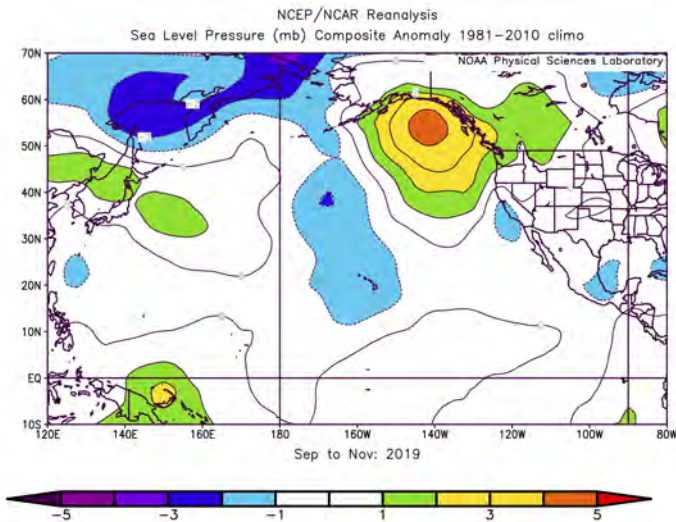 NCEP/NCAR Reanalysis
Sea Level Pressure (mb) Composite Anomaly 1981−2010 climo
NOAA Physical Sciences Laboratory
70N
60N
50N
40N
30N
20N
10N
EQ
10S
120E 140E 160E 180 160W 140W 120W 100W 80W
Sep to Nov: 2019
−5 −3 −1 1 3 5